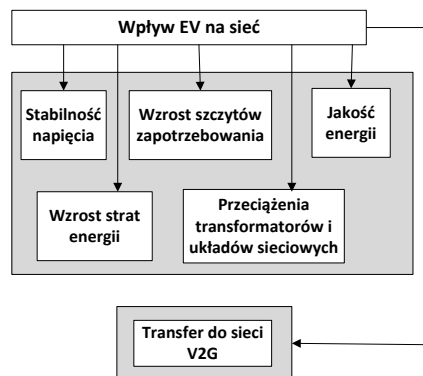 Wpływ EV na sieć
Stabilność
napięcia
Wzrost szczytów
zapotrzebowania
Jakość
energii
Wzrost strat
energii
Przeciążenia
transformatorów i
układów sieciowych
Transfer do sieci
V2G